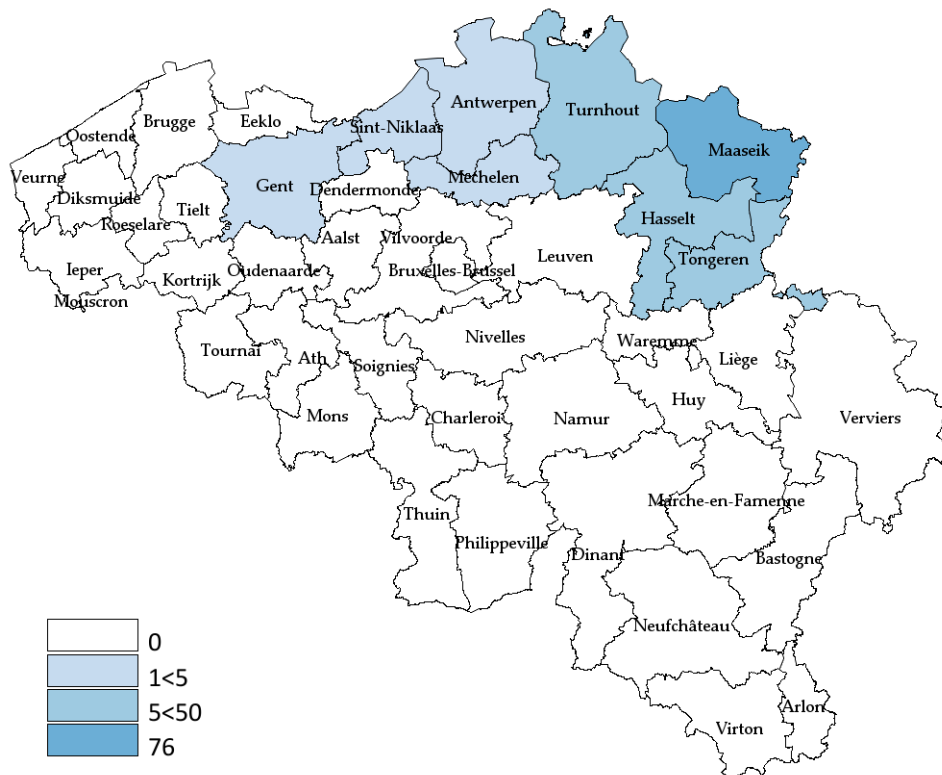 Antwerpen
Turnhout
Oostende
Brugge
Eeklo
Sint-Niklaas
Maaseik
Veurne
Diksmuide
Tielt
Gent
Dendermonde
Mechelen
Roeselare
Hasselt
Ieper
Kortrijk
Oudenaarde
Aalst
Vilvoorde
Bruxelles-Brussel
Leuven
Tongeren
Mouscron
Tournai
Ath
Soignies
Nivelles
Waremme
Liège
Mons
Charleroi
Namur
Huy
Verviers
Thuin
Philippeville
Dinant
Marche-en-Famenne
Bastogne
Neufchâteau
Virton
Arlon
0
1<5
5<50
76